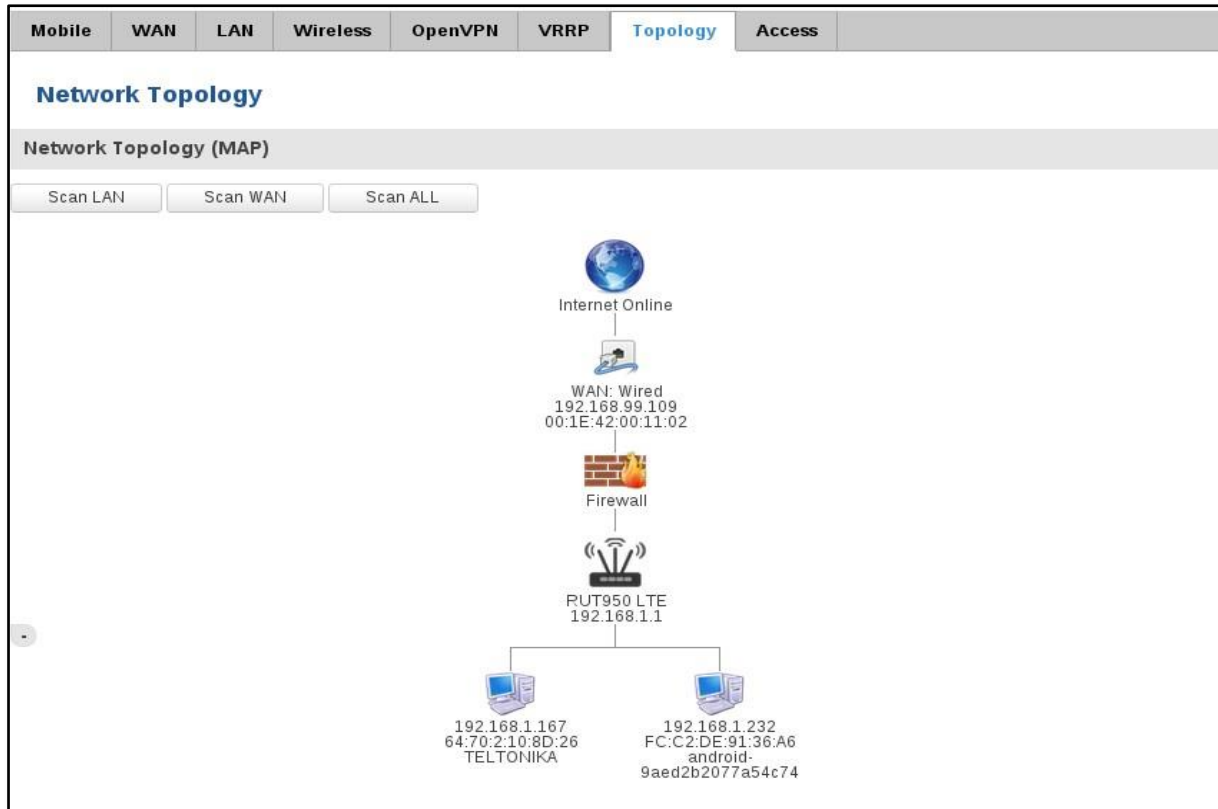 Mobile WAN LAN Wireless OpenVPN VRRP Topology Access
Network Topology
Network Topology (MAP)
Scan LAN Scan WAN Scan ALL
Internet Online
WAN: Wired
192.168.99.109
00:1E:42:00:11:02
Firewall
RUT950 LTE
192.168.1.1
-
192.168.1.167
64:70:2:10:8D:26
TELTONIKA
192.168.1.232
FC:C2:DE:91:36:A6
android-
9aed2b2077a54c74